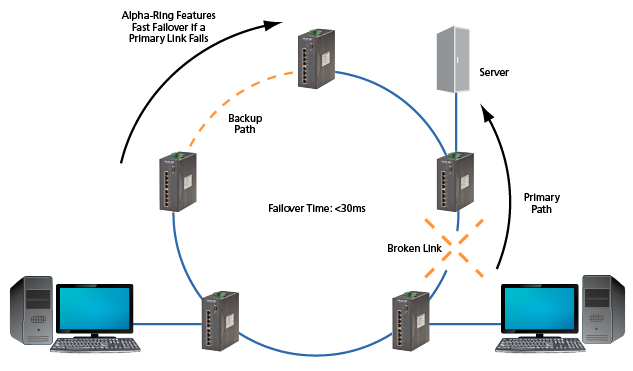 Alpha-Ring Features
Fast Failover if a
Primary Link Fails
Server
Backup
Path
Failover Time: <30ms
Primary
Path
Broken Link